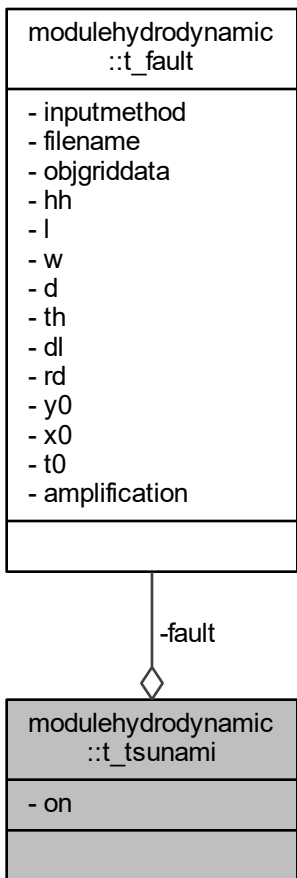 modulehydrodynamic
::t_fault
- inputmethod
- filename
- objgriddata
- hh
- l
- w
- d
- th
- dl
- rd
- y0
- x0
- t0
- amplification
-fault
modulehydrodynamic
::t_tsunami
- on